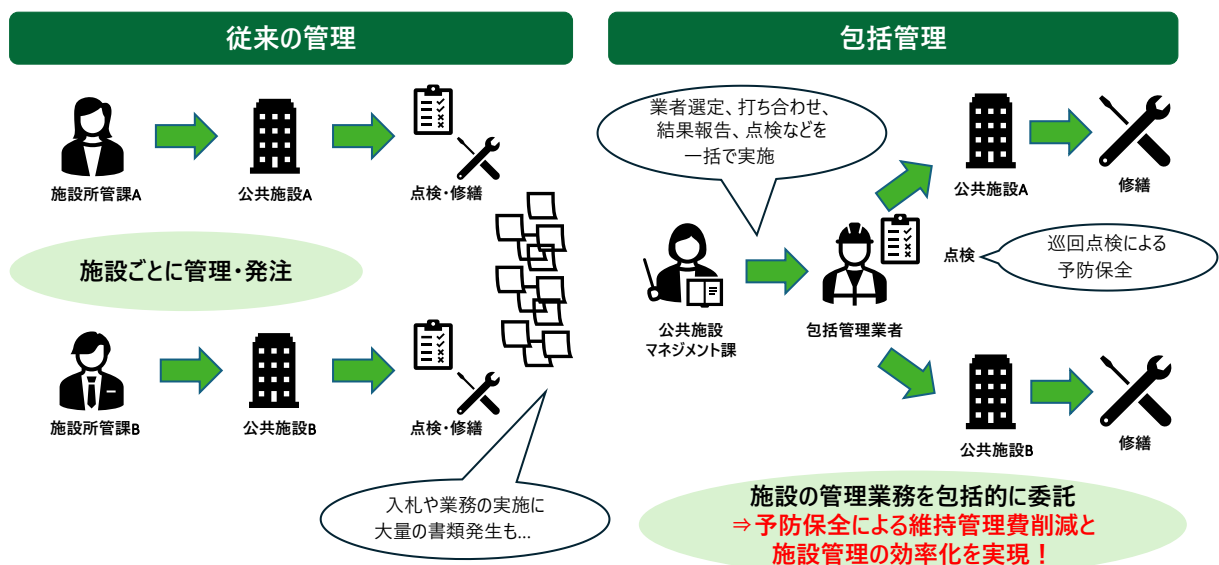 従来の管理
施設所管課A
公共施設A
点検・修繕
施設ごとに管理・発注
施設所管課B
公共施設B
点検・修繕
入札や業務の実施に
大量の書類発生も…
包括管理
業者選定、打ち合わせ、
結果報告、点検などを
一括で実施
公共施設A
修繕
公共施設
マネジメント課
包括管理業者
点検
巡回点検による
予防保全
公共施設B
修繕
施設の管理業務を包括的に委託
⇒予防保全による維持管理費削減と
施設管理の効率化を実現！